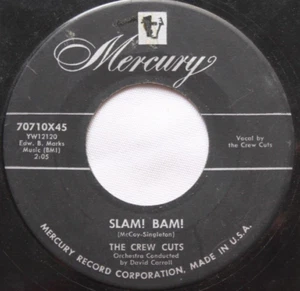 Mercury
70710X45
YW12120
Edw. B. Marks
Music (BMI)
2:05
Vocal by
the Crew Cuts
SLAM! BAM!
(McCoy-Singleton)
THE CREW CUTS
Orchestra Conducted
by David Carroll
MERCURY RECORD CORPORATION, MADE IN U.S.A.